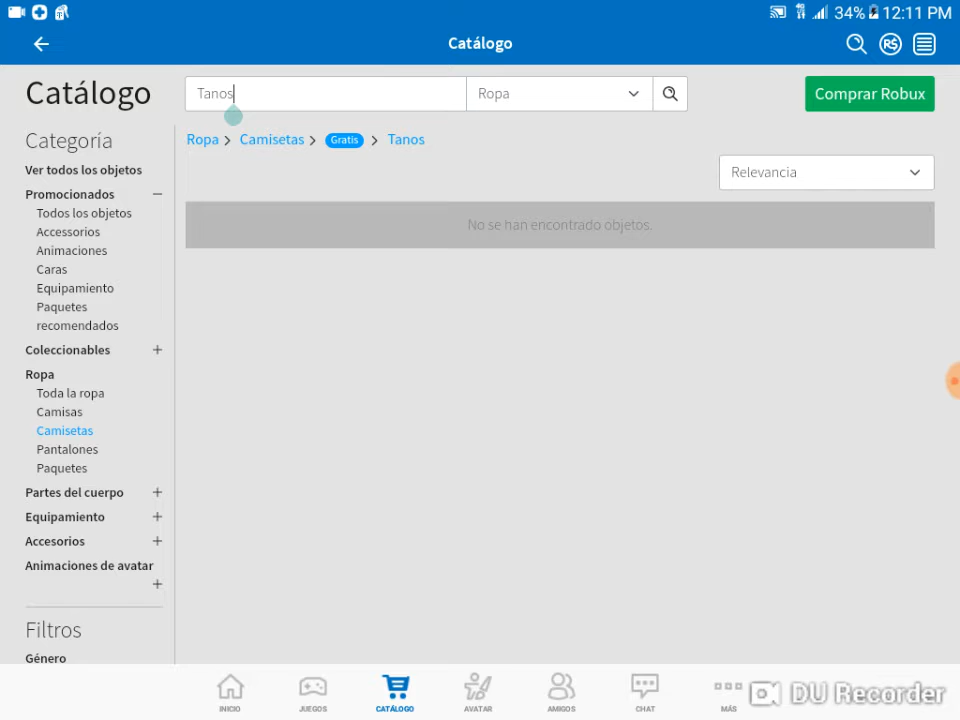 34% 12:11 PM
Catálogo
R$
Catálogo
Tanos
Ropa
Comprar Robux
Ropa > Camisetas > Gratis > Tanos
Relevancia
No se han encontrado objetos.
Categoría
Ver todos los objetos
Promocionados
Todos los objetos
Accessorios
Animaciones
Caras
Equipamiento
Paquetes
recomendados
Coleccionables
Ropa
Toda la ropa
Camisas
Camisetas
Pantalones
Paquetes
Partes del cuerpo
Equipamiento
Accesorios
Animaciones de avatar
Filtros
Género
INICIO
JUEGOS
CATÁLOGO
AVATAR
AMIGOS
CHAT
MÁS
DU Recorder